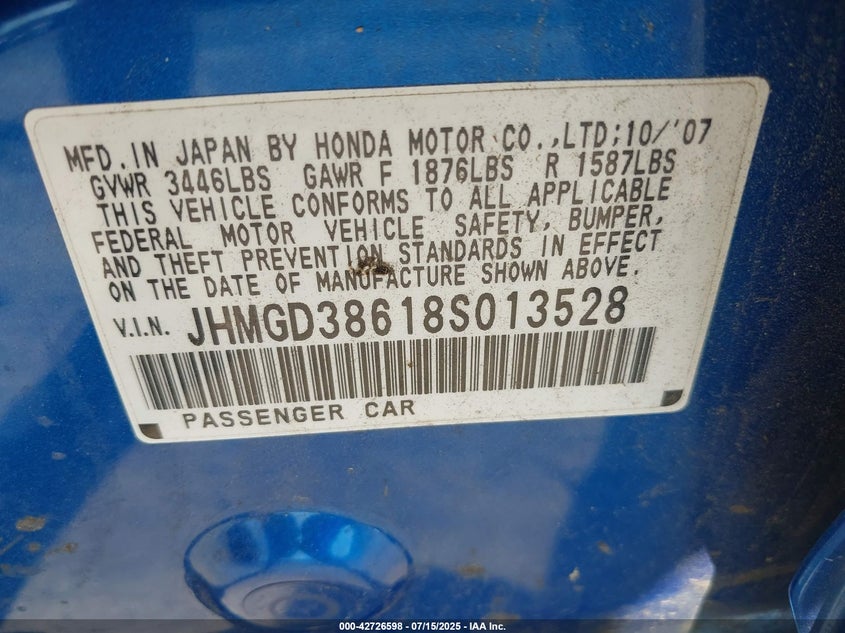 MFD. IN JAPAN BY HONDA MOTOR CO.,LTD; 10/'07
GVWR 3446LBS GAWR F 1876LBS R 1587LBS
THIS VEHICLE CONFORMS TO ALL APPLICABLE
FEDERAL MOTOR VEHICLE SAFETY, BUMPER,
AND THEFT PREVENTION STANDARDS IN EFFECT
ON THE DATE OF MANUFACTURE SHOWN ABOVE.
V.I.N. JHMGD38618S013528
PASSENGER CAR
000-42726598 - 07/15/2025 - IAA Inc.